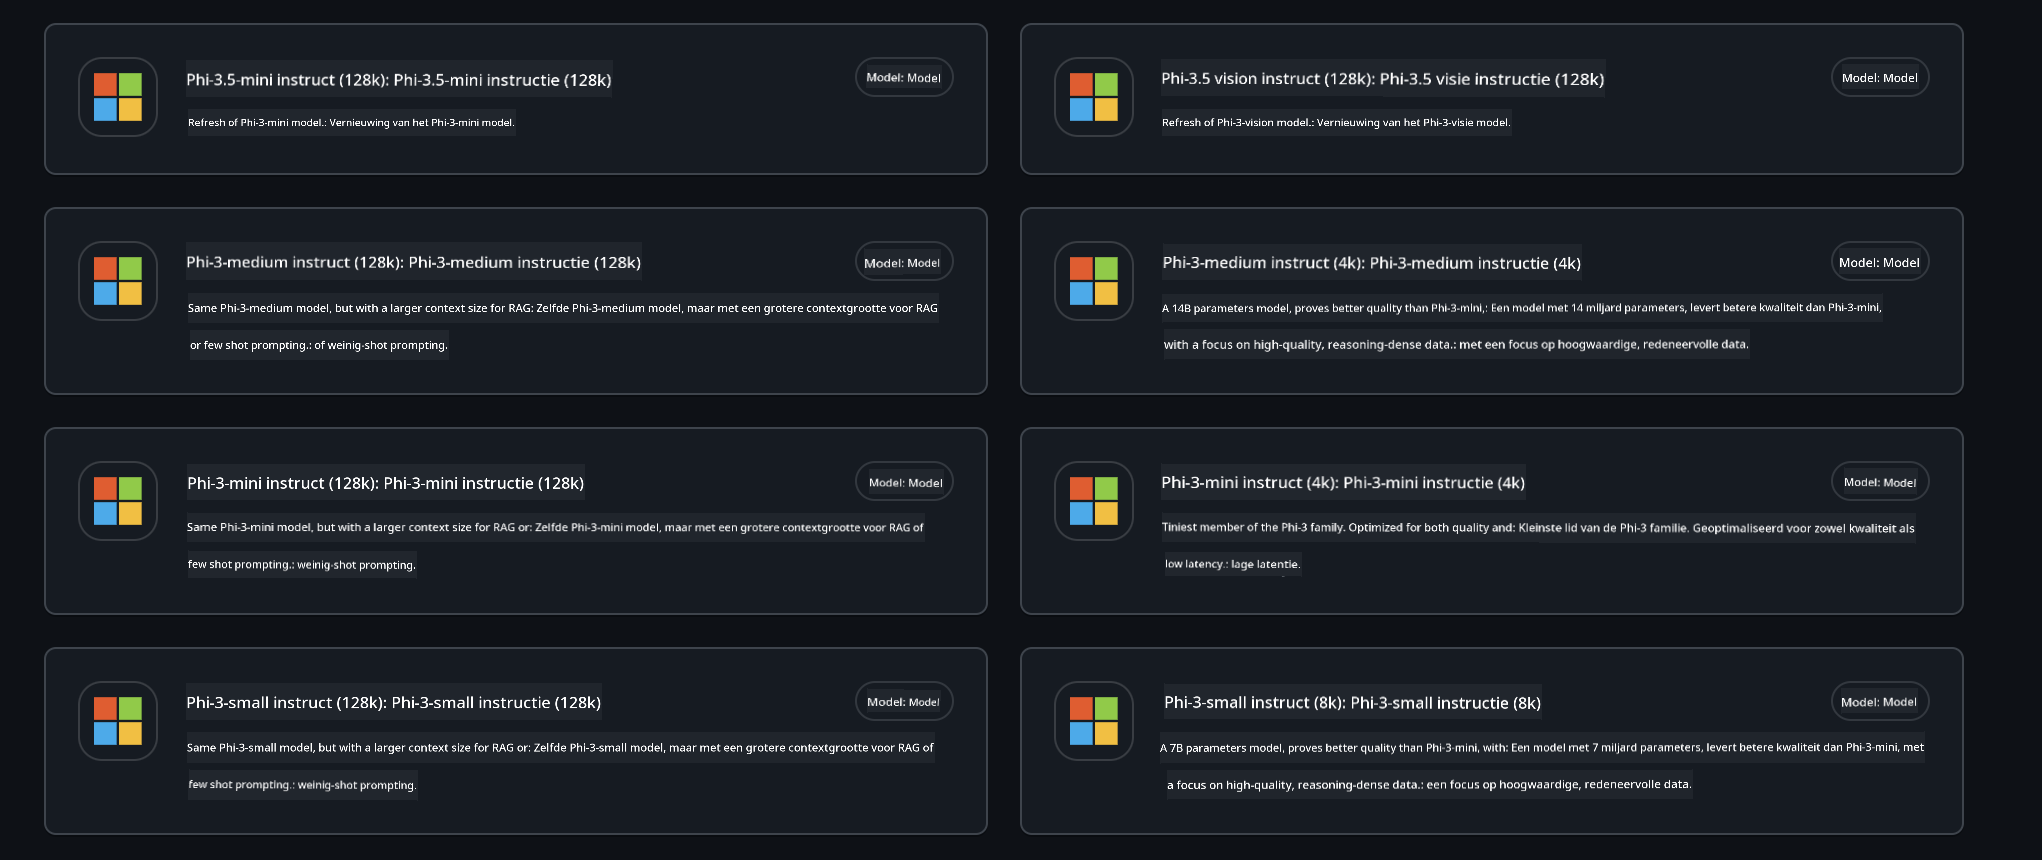 Phi-3.5-mini instruct (128k): Phi-3.5-mini instructie (128k)
Model: Model
Refresh of Phi-3-mini model.: Vernieuwing van het Phi-3-mini model.
Phi-3.5 vision instruct (128k): Phi-3.5 visie instructie (128k)
Model: Model
Refresh of Phi-3-vision model.: Vernieuwing van het Phi-3-visie model.
Phi-3-medium instruct (128k): Phi-3-medium instructie (128k)
Model: Model
Same Phi-3-medium model, but with a larger context size for RAG: Zelfde Phi-3-medium model, maar met een grotere contextgrootte voor RAG
or few shot prompting.: of weinig-shot prompting.
Phi-3-medium instruct (4k): Phi-3-medium instructie (4k)
Model: Model
A 14B parameters model, proves better quality than Phi-3-mini,: Een model met 14 miljard parameters, levert betere kwaliteit dan Phi-3-mini,
with a focus on high-quality, reasoning-dense data.: met een focus op hoogwaardige, redeneervolle data.
Phi-3-mini instruct (128k): Phi-3-mini instructie (128k)
Model: Model
Same Phi-3-mini model, but with a larger context size for RAG or: Zelfde Phi-3-mini model, maar met een grotere contextgrootte voor RAG of
few shot prompting.: weinig-shot prompting.
Phi-3-mini instruct (4k): Phi-3-mini instructie (4k)
Model: Model
Tiniest member of the Phi-3 family. Optimized for both quality and: Kleinste lid van de Phi-3 familie. Geoptimaliseerd voor zowel kwaliteit als
low latency.: lage latentie.
Phi-3-small instruct (128k): Phi-3-small instructie (128k)
Model: Model
Same Phi-3-small model, but with a larger context size for RAG or: Zelfde Phi-3-small model, maar met een grotere contextgrootte voor RAG of
few shot prompting.: weinig-shot prompting.
Phi-3-small instruct (8k): Phi-3-small instructie (8k)
Model: Model
A 7B parameters model, proves better quality than Phi-3-mini, with: Een model met 7 miljard parameters, levert betere kwaliteit dan Phi-3-mini, met
a focus on high-quality, reasoning-dense data.: een focus op hoogwaardige, redeneervolle data.